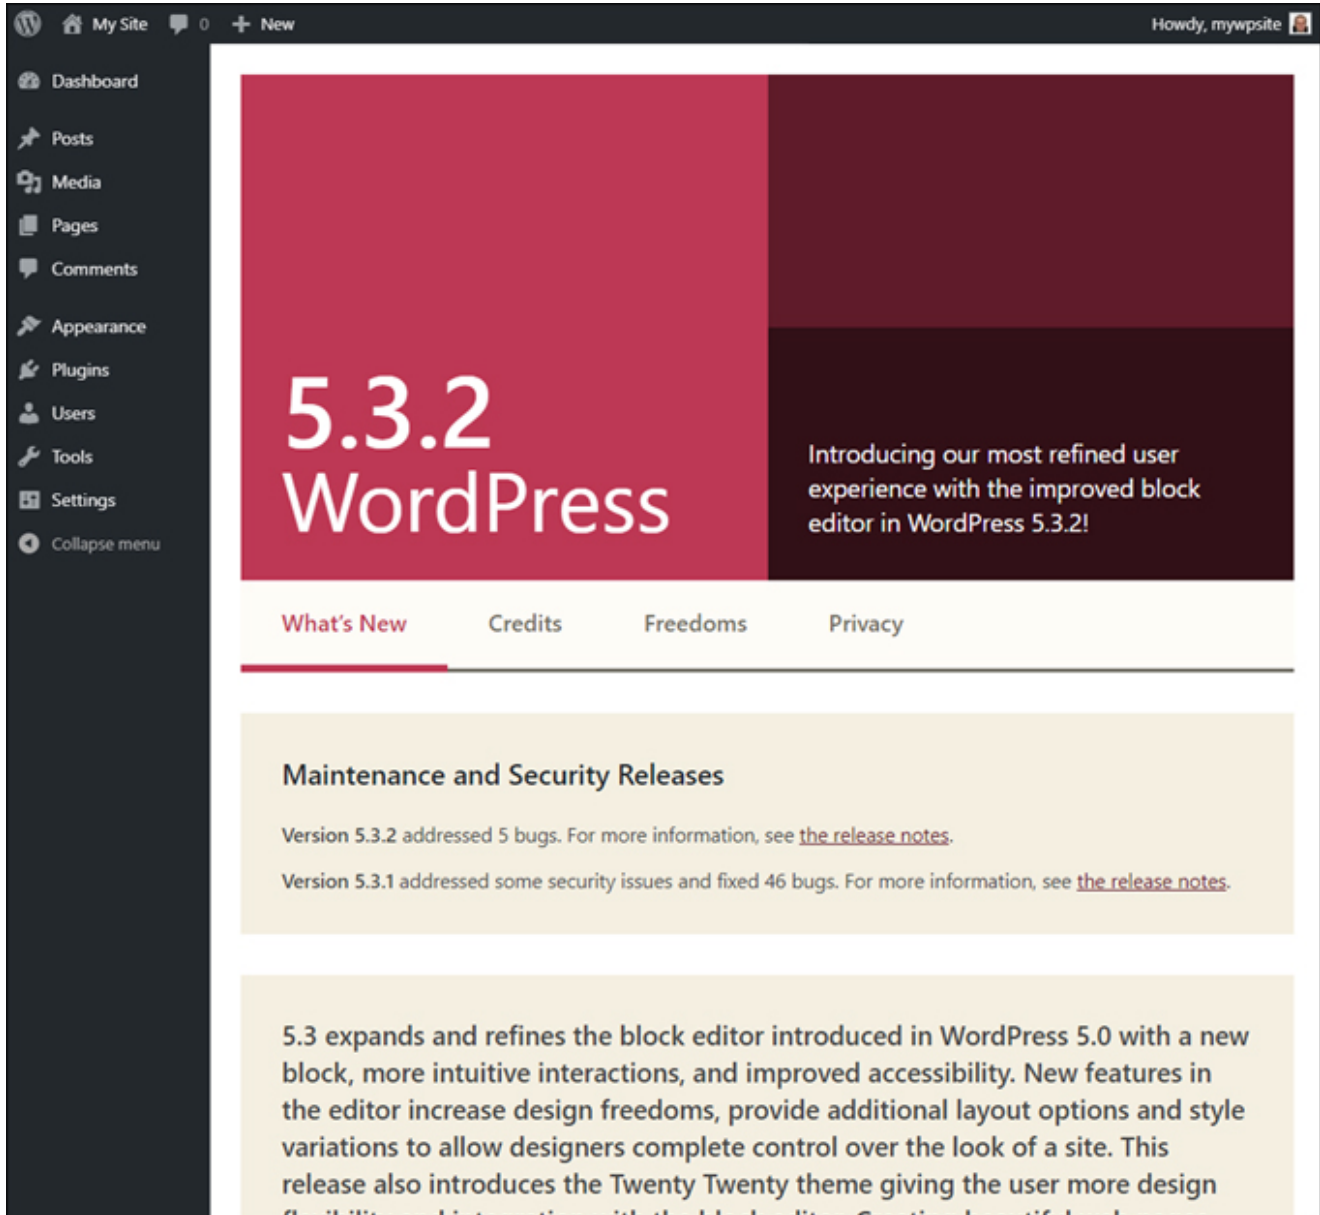 My Site
0
New
Howdy, mywpsite
Dashboard
Posts
Media
Pages
Comments
Appearance
Plugins
Users
Tools
Settings
Collapse menu
5.3.2
WordPress
Introducing our most refined user
experience with the improved block
editor in WordPress 5.3.2!
What's New
Credits
Freedoms
Privacy
Maintenance and Security Releases
Version 5.3.2 addressed 5 bugs. For more information, see the release notes.
Version 5.3.1 addressed some security issues and fixed 46 bugs. For more information, see the release notes.
5.3 expands and refines the block editor introduced in WordPress 5.0 with a new
block, more intuitive interactions, and improved accessibility. New features in
the editor increase design freedoms, provide additional layout options and style
variations to allow designers complete control over the look of a site. This
release also introduces the Twenty Twenty theme giving the user more design